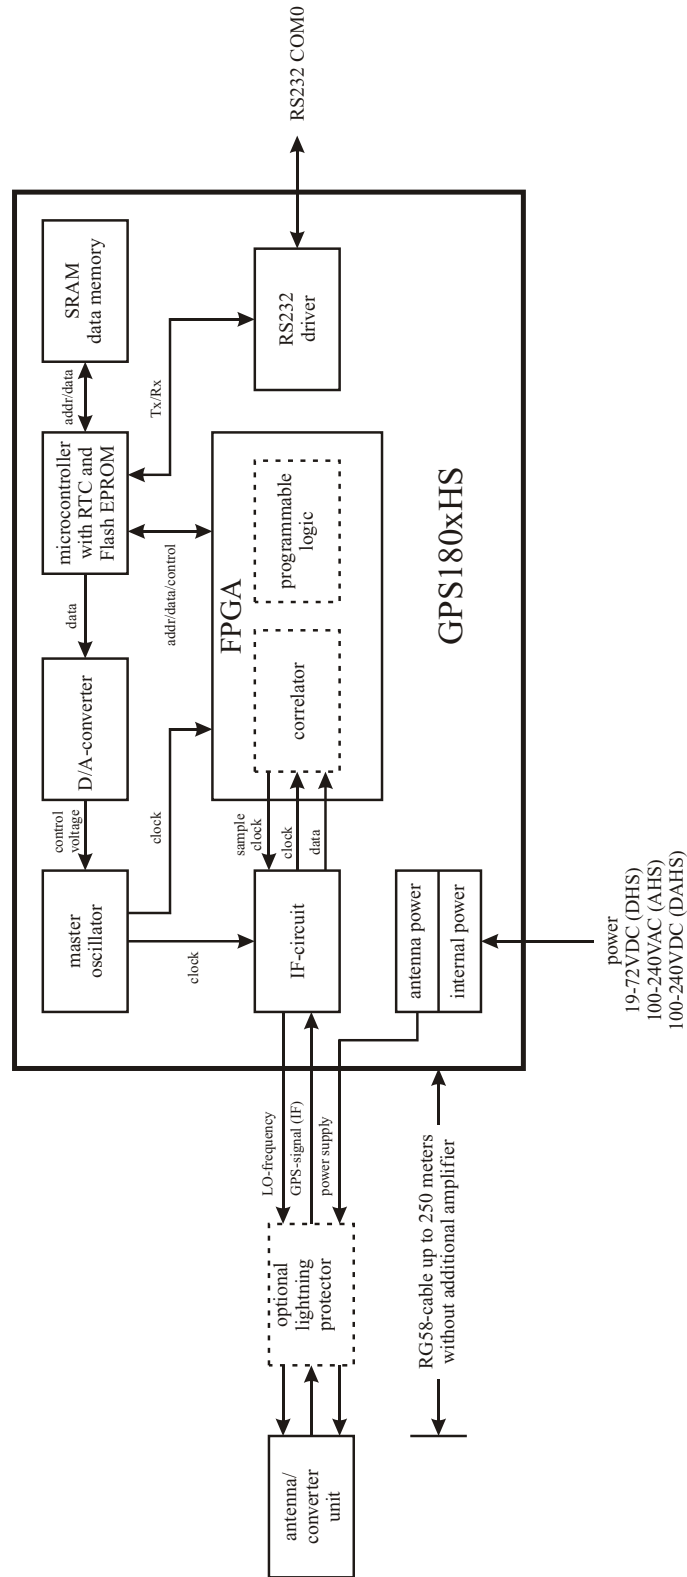 master
oscillator
control
voltage
D/A-converter
data
microcontroller
with RTC and
Flash EPROM
addr/data
SRAM
data memory
clock
clock
addr/data/control
Tx/Rx
FPGA
LO-frequency
GPS-signal (IF)
power supply
antenna/
converter
unit
optional
lightning
protector
IF-circuit
sample
clock
clock
data
correlator
programmable
logic
RS232
driver
RS232 COM0
antenna power
internal power
GPS180xHS
RG58-cable up to 250 meters
without additional amplifier
power
19-72VDC (DHS)
100-240VAC (AHS)
100-240VDC (DAHS)